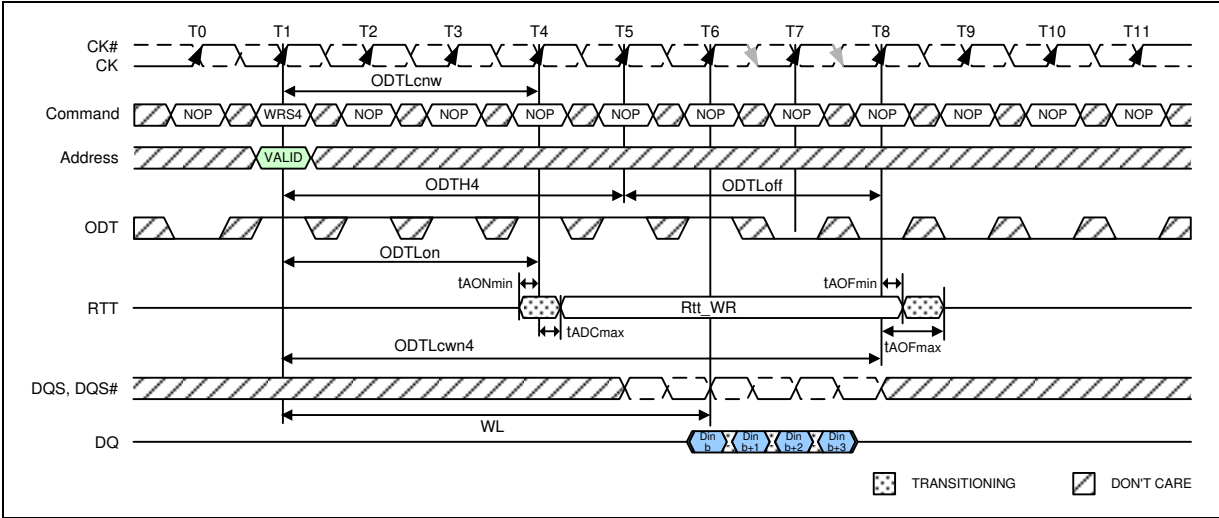 T0 T1 T2 T3 T4 T5 T6 T7 T8 T9 T10 T11
CK#
CK
ODTLcnw
Command NOP WRS4 NOP NOP NOP NOP NOP NOP NOP NOP NOP NOP
Address VALID
ODTH4 ODTLoff
ODT
ODTLon
tAONmin tAOFmin
RTT Rtt_WR
tADCmax
tAOFmax
ODTLcwn4
DQS, DQS#
WL
DQ Din b Din b+1 Din b+2 Din b+3
TRANSITIONING DON'T CARE